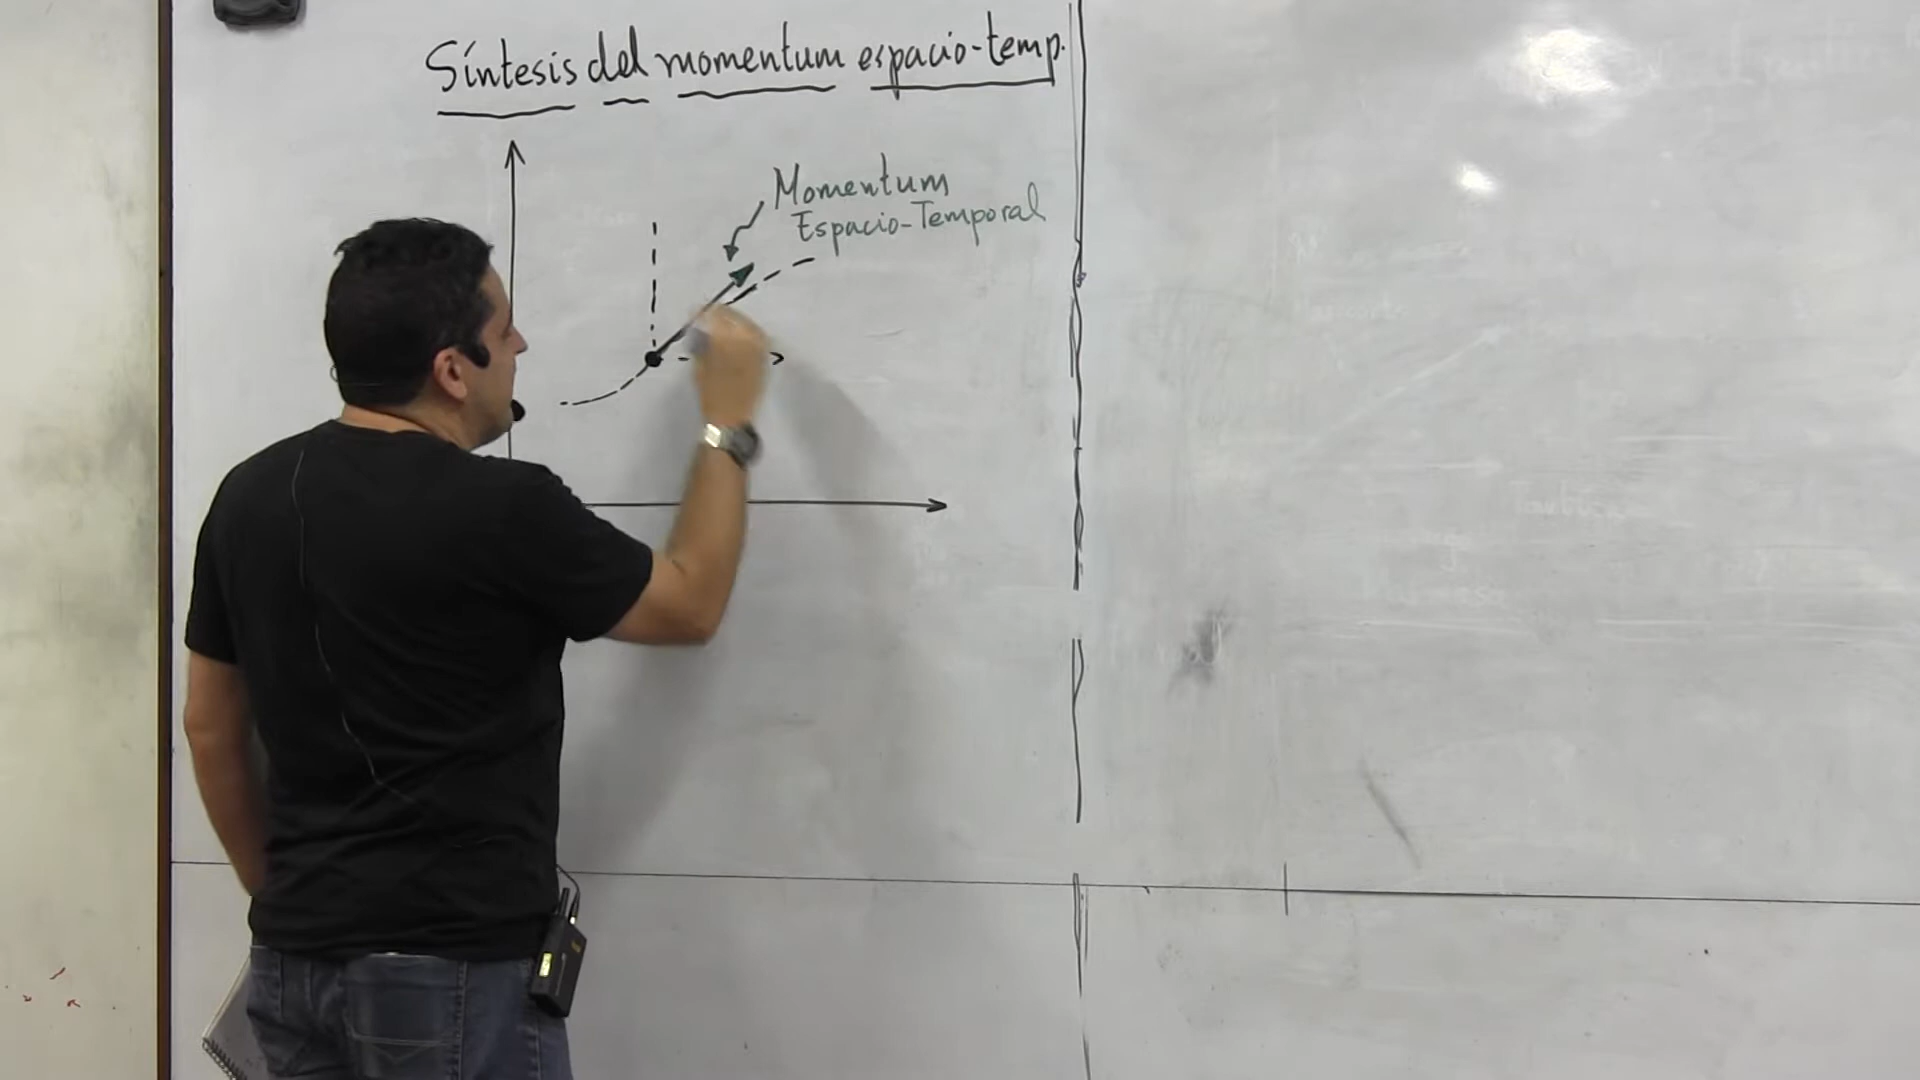 Síntesis del momentum espacio-temp.
Momentum
Espacio-Temporal